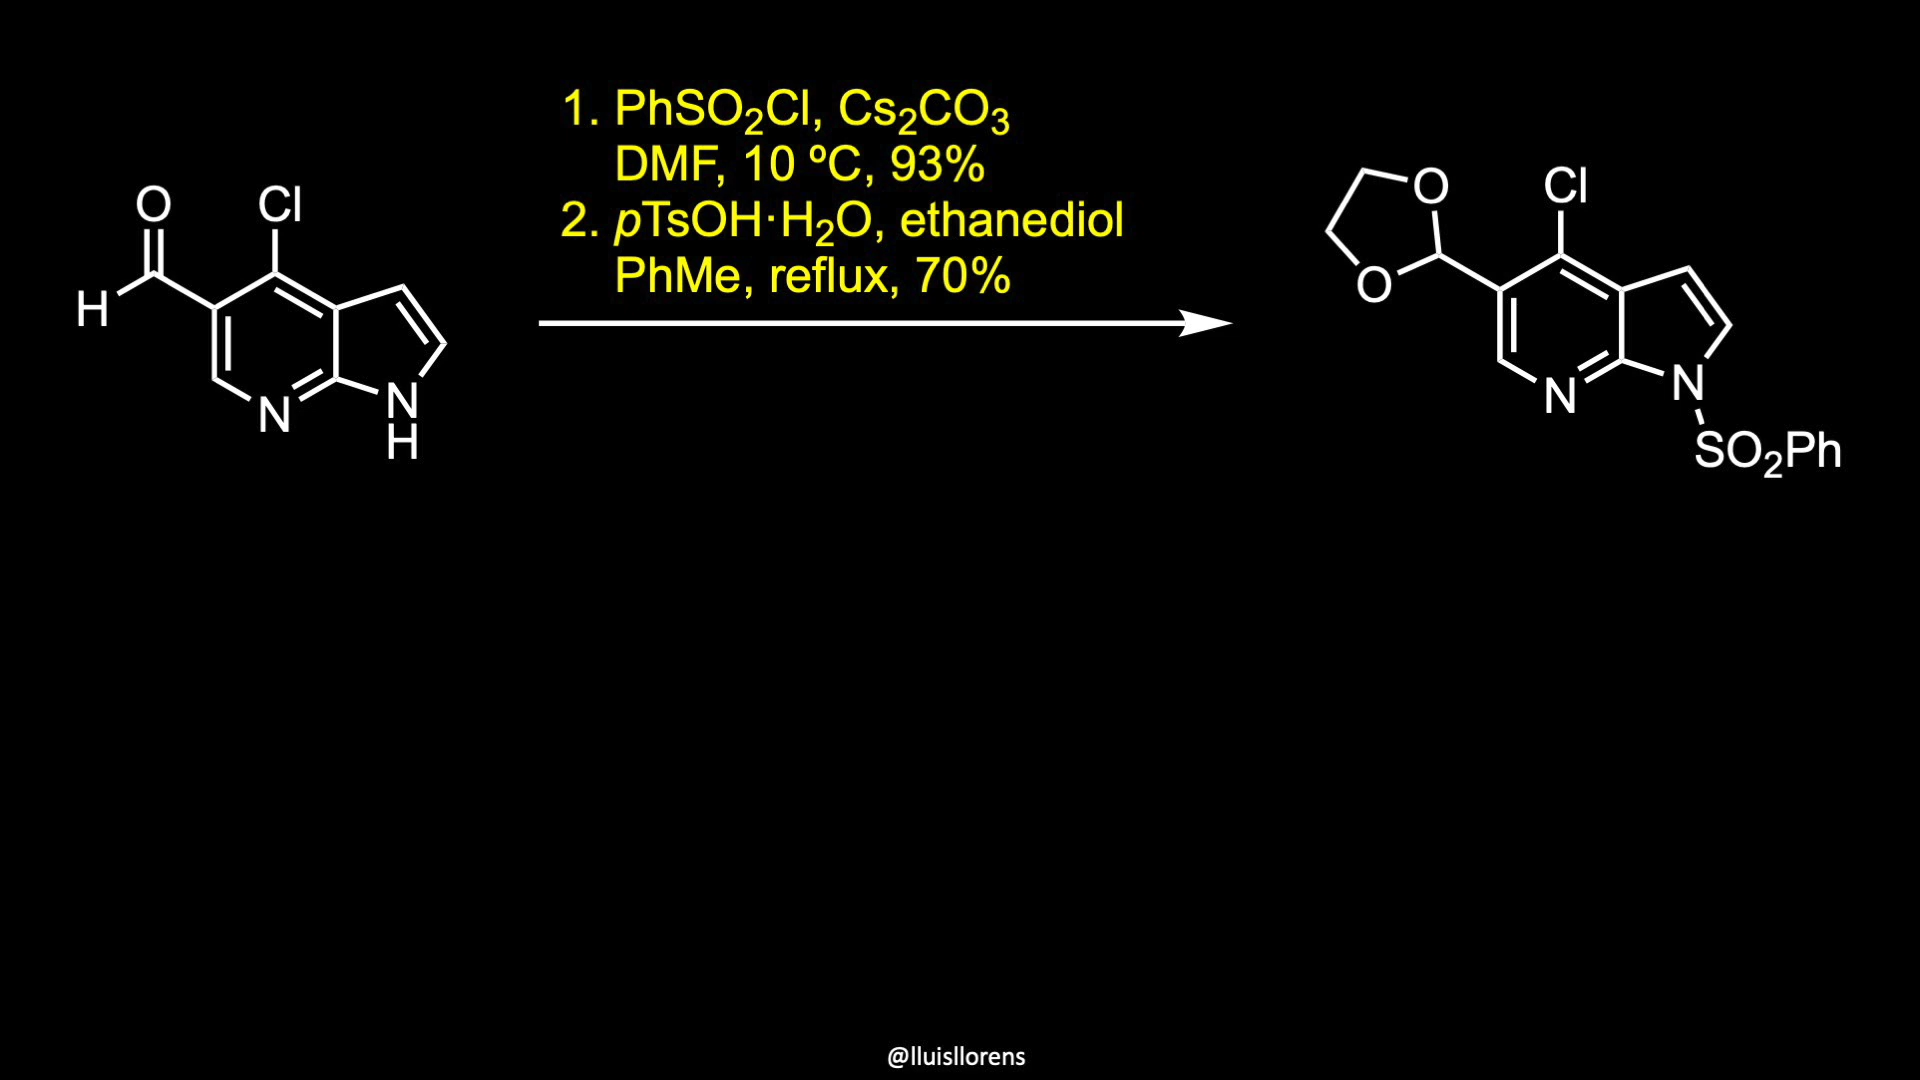 1. PhSO₂Cl, Cs₂CO₃
DMF, 10 ºC, 93%
2. pTsOH·H₂O, ethanediol
PhMe, reflux, 70%
O
Cl
H
N
N
H
O
O
Cl
N
N
SO₂Ph
@lluisllorens